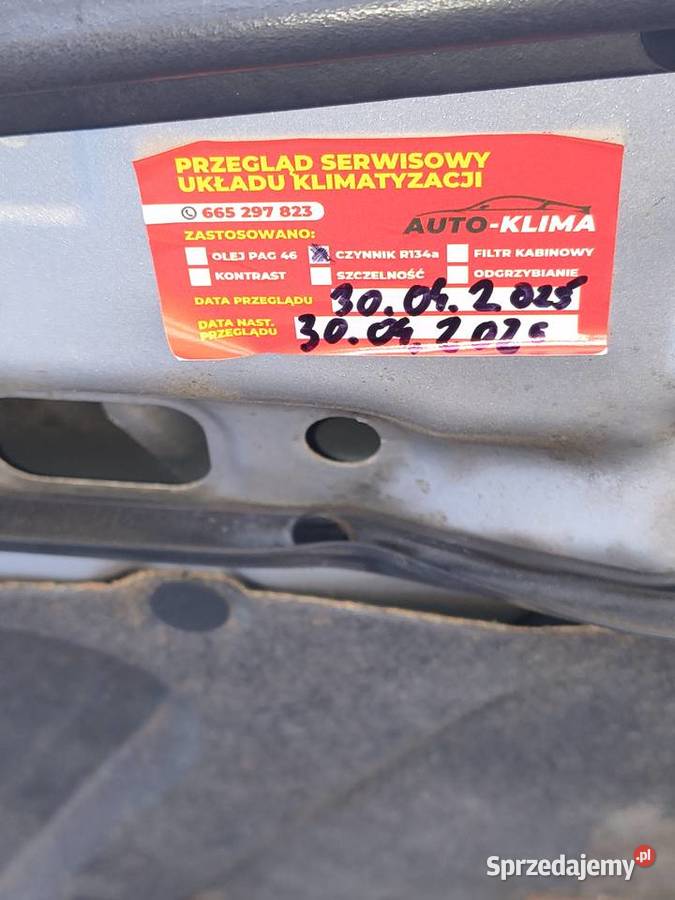 PRZEGLĄD SERWISOWY
UKŁADU KLIMATYZACJI
665 297 823
AUTO-KLIMA
ZASTOSOWANO:
OLEJ PAG 46 CZYNNIK R134a FILTR KABINOWY
KONTRAST SZCZELNOŚĆ ODGRZYBIANIE
DATA PRZEGLĄDU 30.04.2025
DATA NAST.
PRZEGLĄDU 30.04.2026
Sprzedajemy.pl